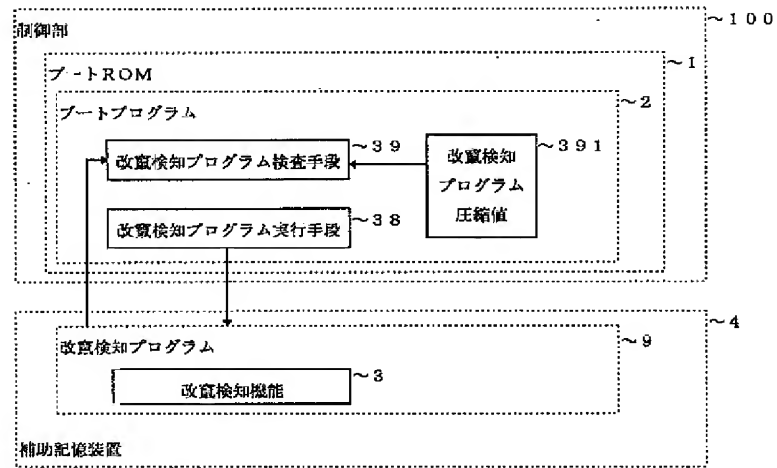 制御部
~100
ブートROM
~1
ブートプログラム
~2
改竄検知プログラム検査手段
~39
改竄検知
プログラム
圧縮値
~391
改竄検知プログラム実行手段
~38
~4
改竄検知プログラム
~9
改竄検知機能
~3
補助記憶装置